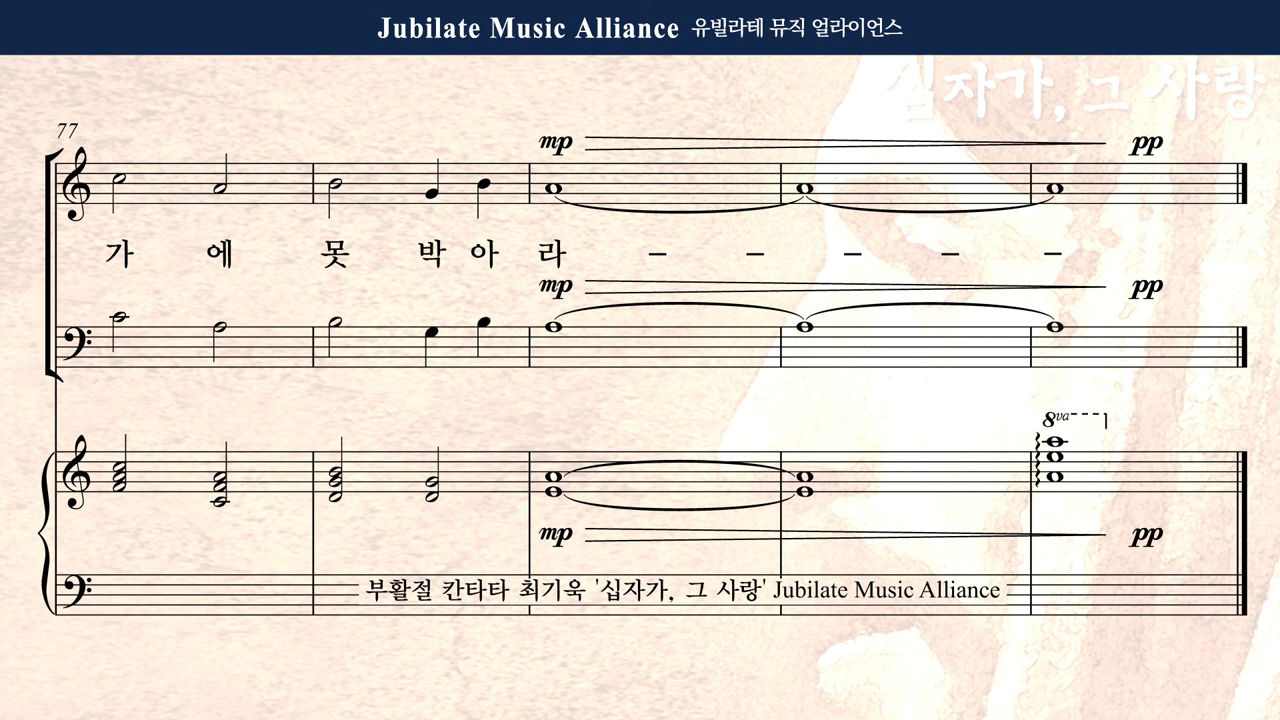 Jubilate Music Alliance 유빌라테 뮤직 얼라이언스
십자가, 그 사랑
77
mp pp
가 에 못 박 아 라 - - - - -
mp pp
8va
mp pp
부활절 칸타타 최기욱 '십자가, 그 사랑' Jubilate Music Alliance